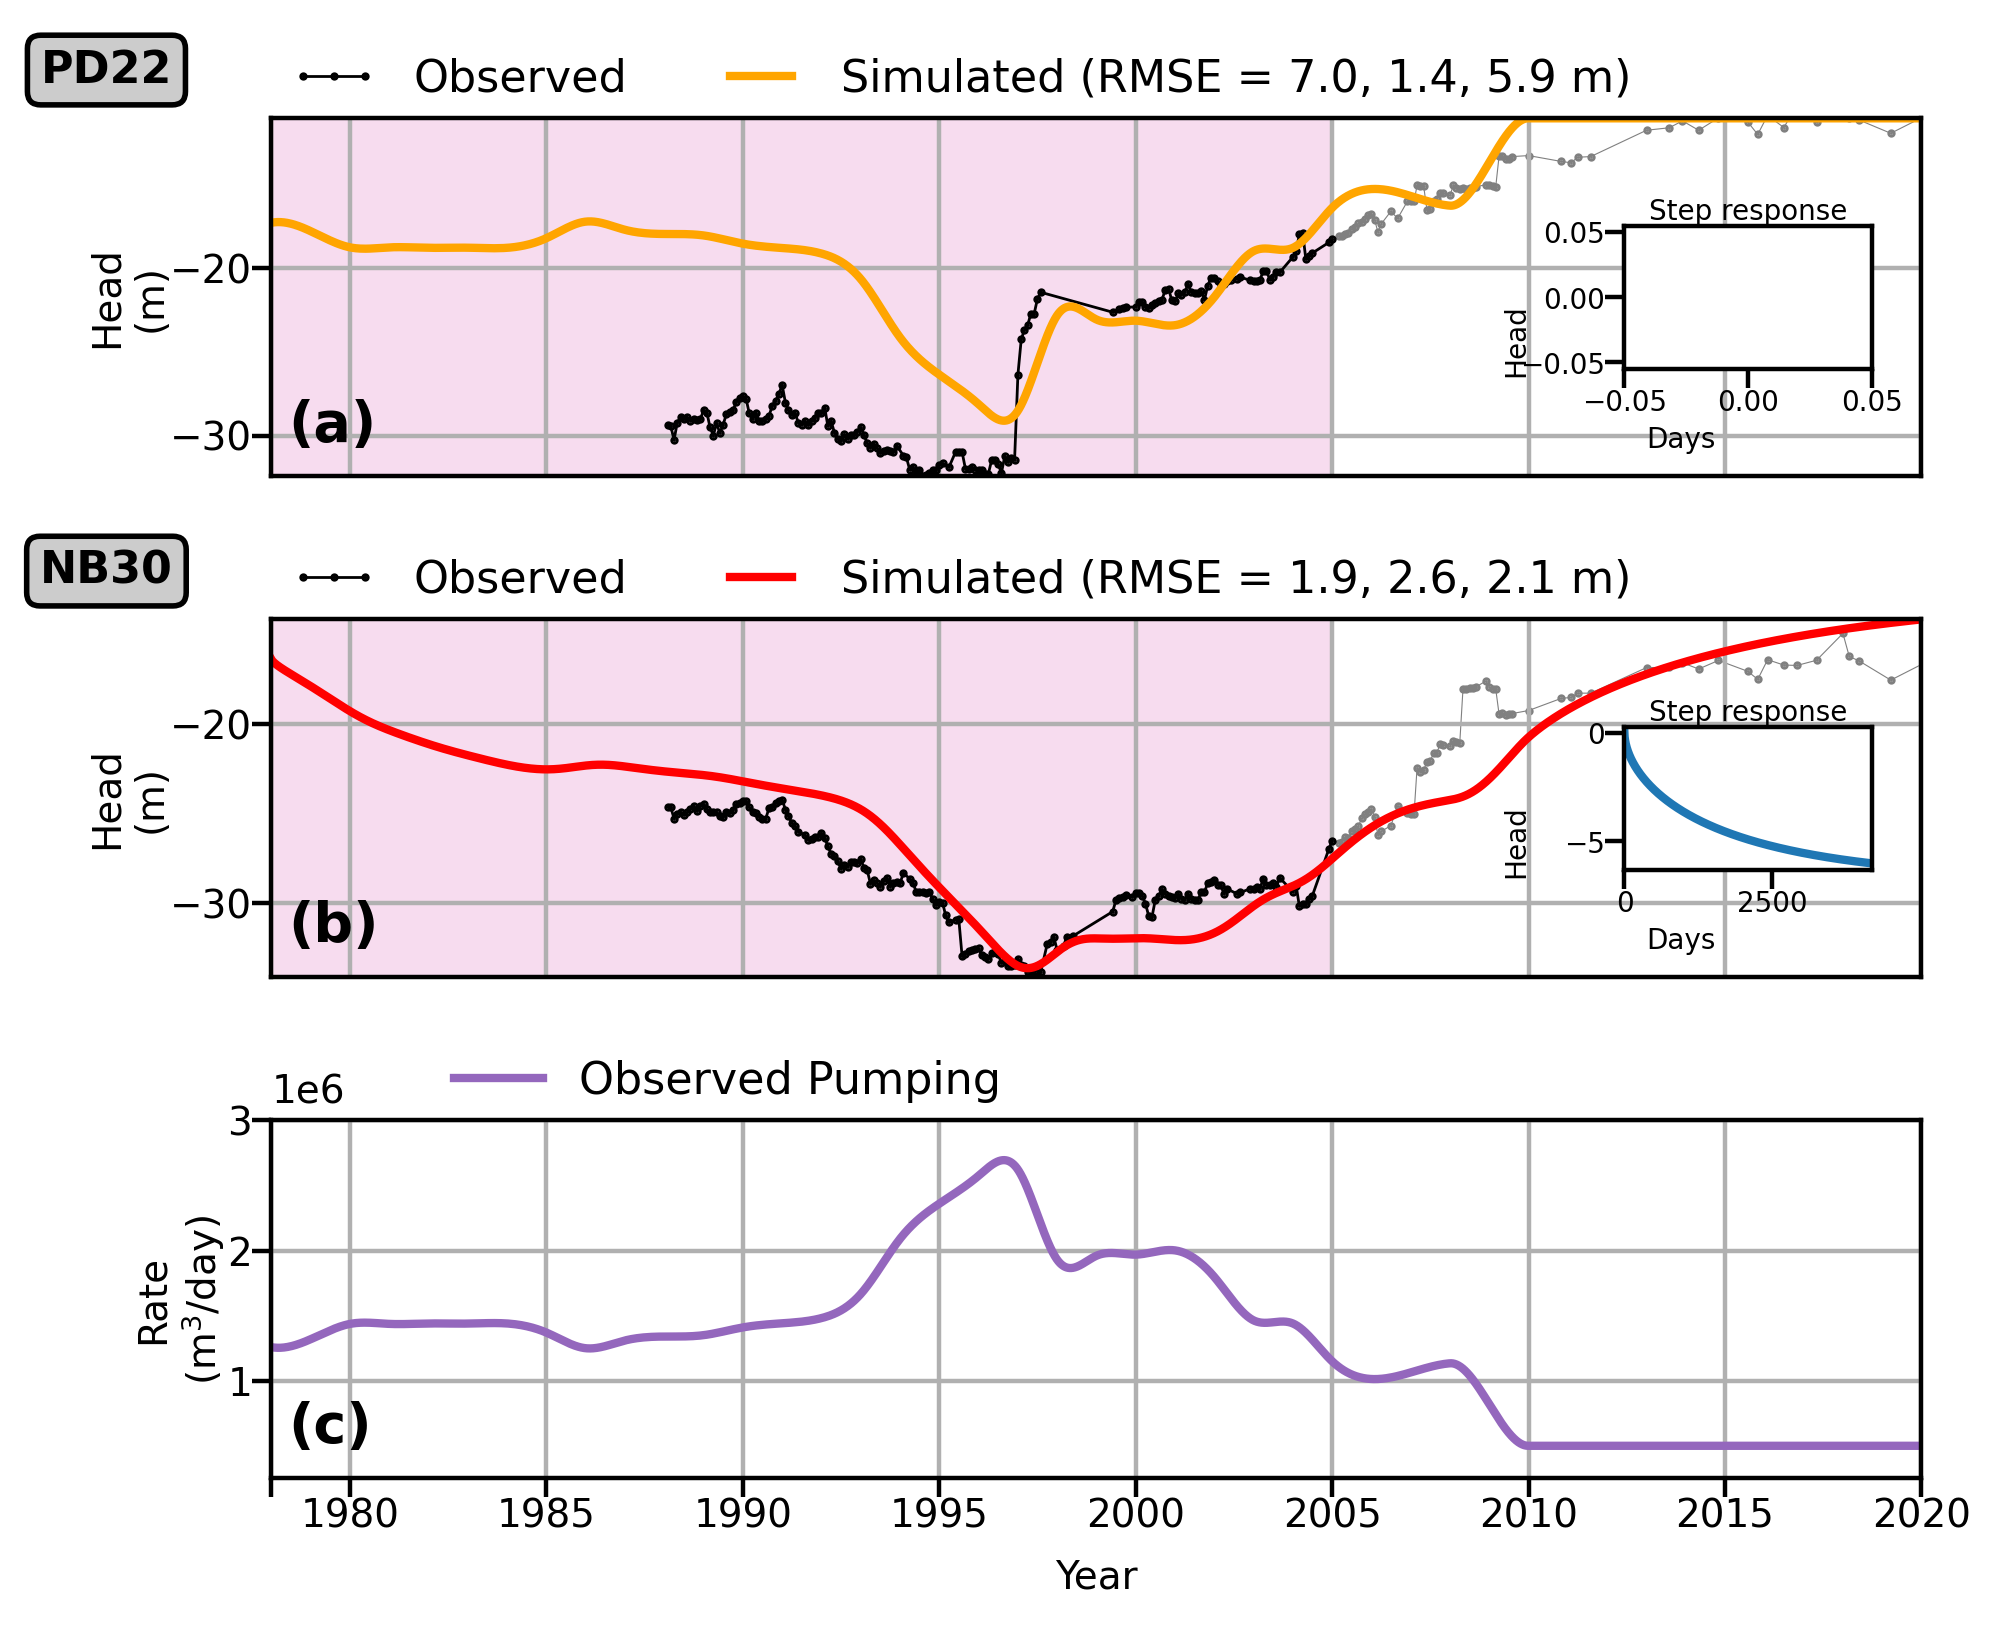 PD22
Observed
Simulated (RMSE = 7.0, 1.4, 5.9 m)
Head
(m)
−20
−30
(a)
Step response
0.05
0.00
−0.05
Head
−0.05
0.00
0.05
Days
NB30
Observed
Simulated (RMSE = 1.9, 2.6, 2.1 m)
Head
(m)
−20
−30
(b)
Step response
0
−5
Head
0
2500
Days
1e6
Observed Pumping
Rate
(m³/day)
3
2
1
(c)
1980
1985
1990
1995
2000
2005
2010
2015
2020
Year